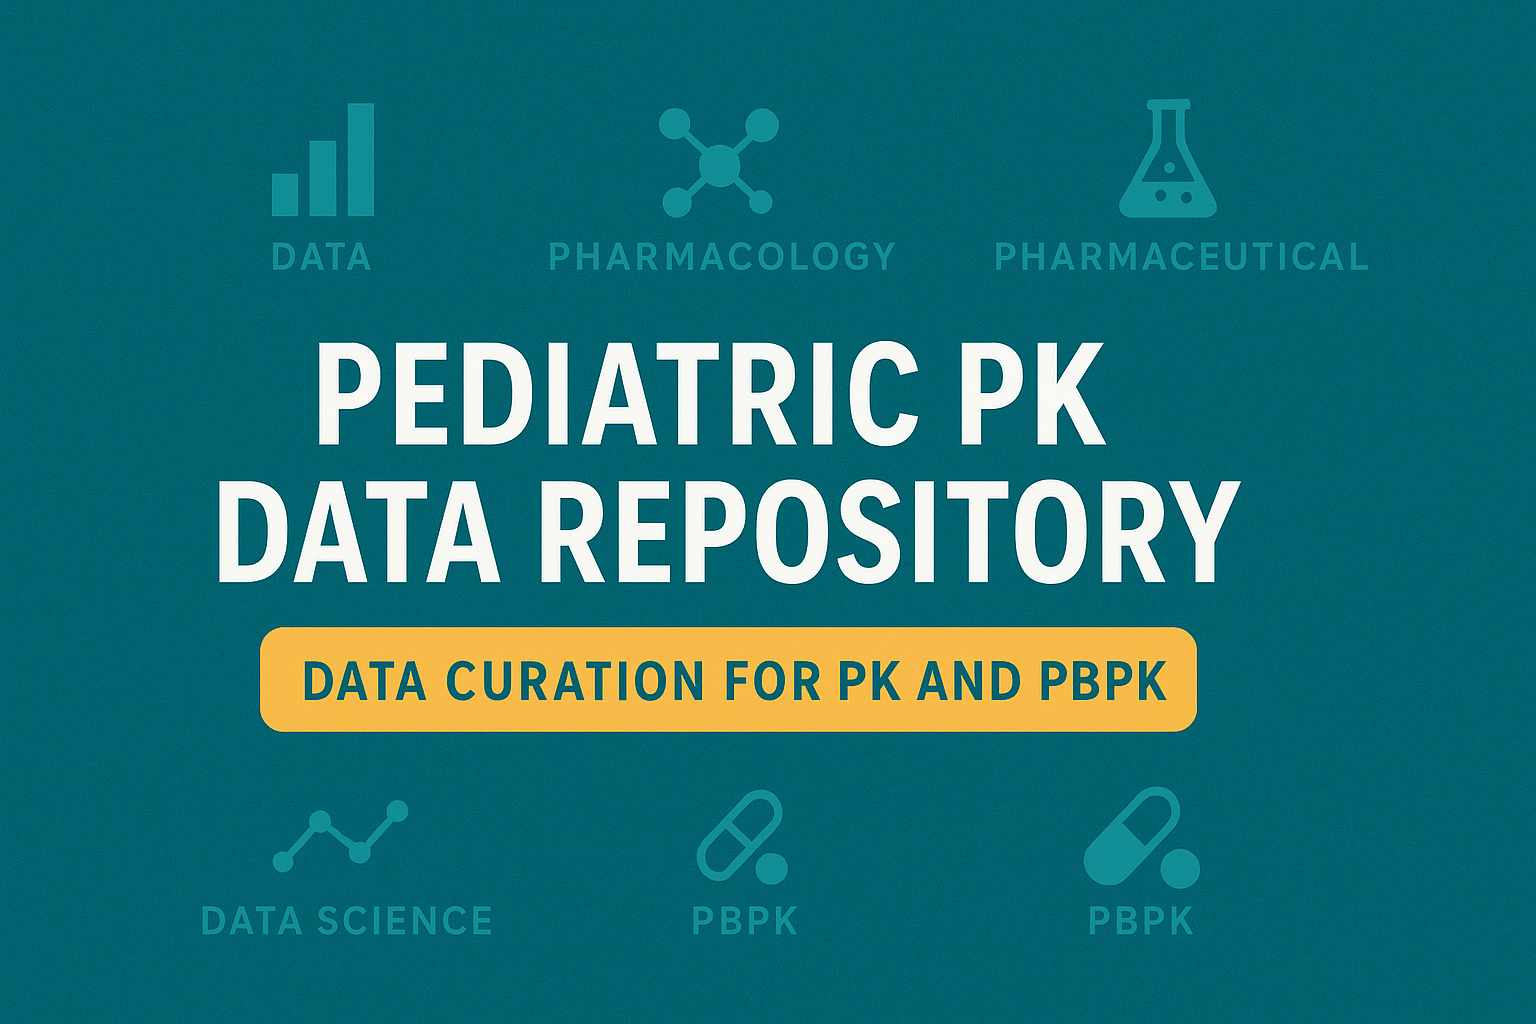 DATA
PHARMACOLOGY
PHARMACEUTICAL
PEDIATRIC PK
DATA REPOSITORY
DATA CURATION FOR PK AND PBPK
DATA SCIENCE
PBPK
PBPK